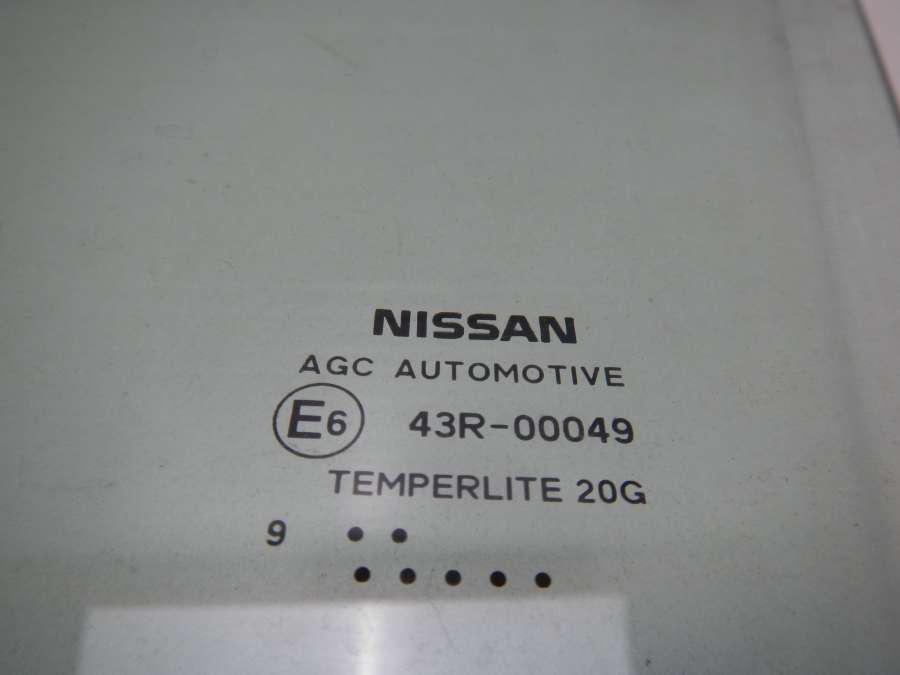 NISSAN
AGC AUTOMOTIVE
E6 43R-00049
TEMPERLITE 20G
9